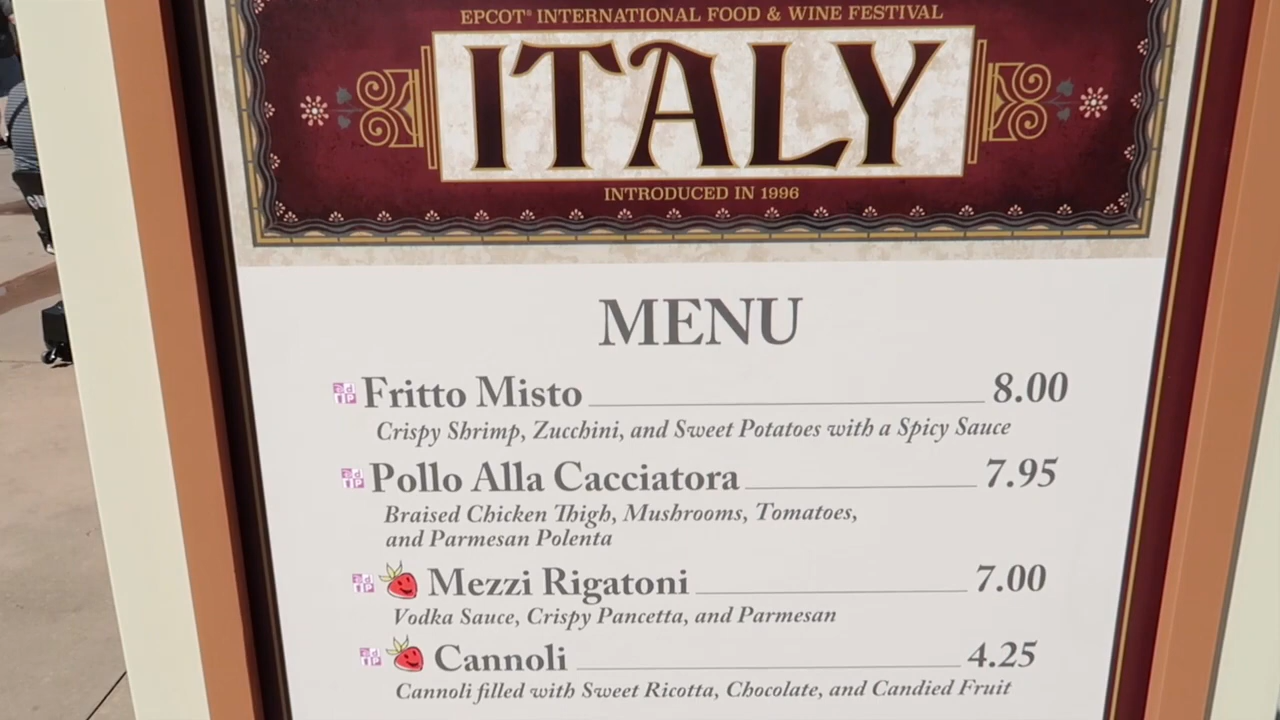 EPCOT® INTERNATIONAL FOOD & WINE FESTIVAL
ITALY
INTRODUCED IN 1996
MENU
Fritto Misto 8.00
Crispy Shrimp, Zucchini, and Sweet Potatoes with a Spicy Sauce
Pollo Alla Cacciatora 7.95
Braised Chicken Thigh, Mushrooms, Tomatoes,
and Parmesan Polenta
Mezzi Rigatoni 7.00
Vodka Sauce, Crispy Pancetta, and Parmesan
Cannoli 4.25
Cannoli filled with Sweet Ricotta, Chocolate, and Candied Fruit